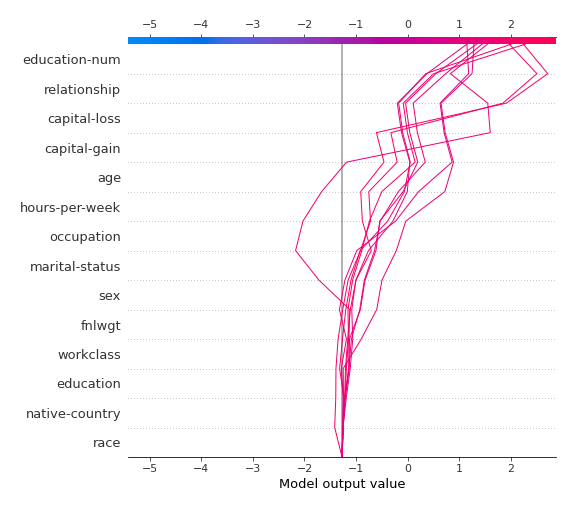 −5 −4 −3 −2 −1 0 1 2
education-num
relationship
capital-loss
capital-gain
age
hours-per-week
occupation
marital-status
sex
fnlwgt
workclass
education
native-country
race
−5 −4 −3 −2 −1 0 1 2
Model output value